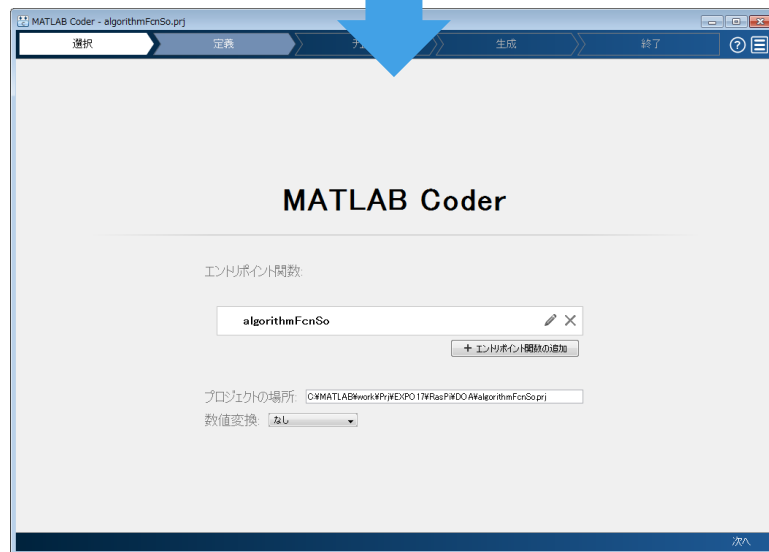 MATLAB Coder - algorithmFcnSo.prj
選択
定義
生成
終了
MATLAB Coder
エントリポイント関数:
algorithmFcnSo
+ エントリポイント関数の追加
プロジェクトの場所: C:¥MATLAB¥work¥Prj¥EXPO17¥RasPi¥DOA¥algorithmFcnSo.prj
数値変換: なし
次へ